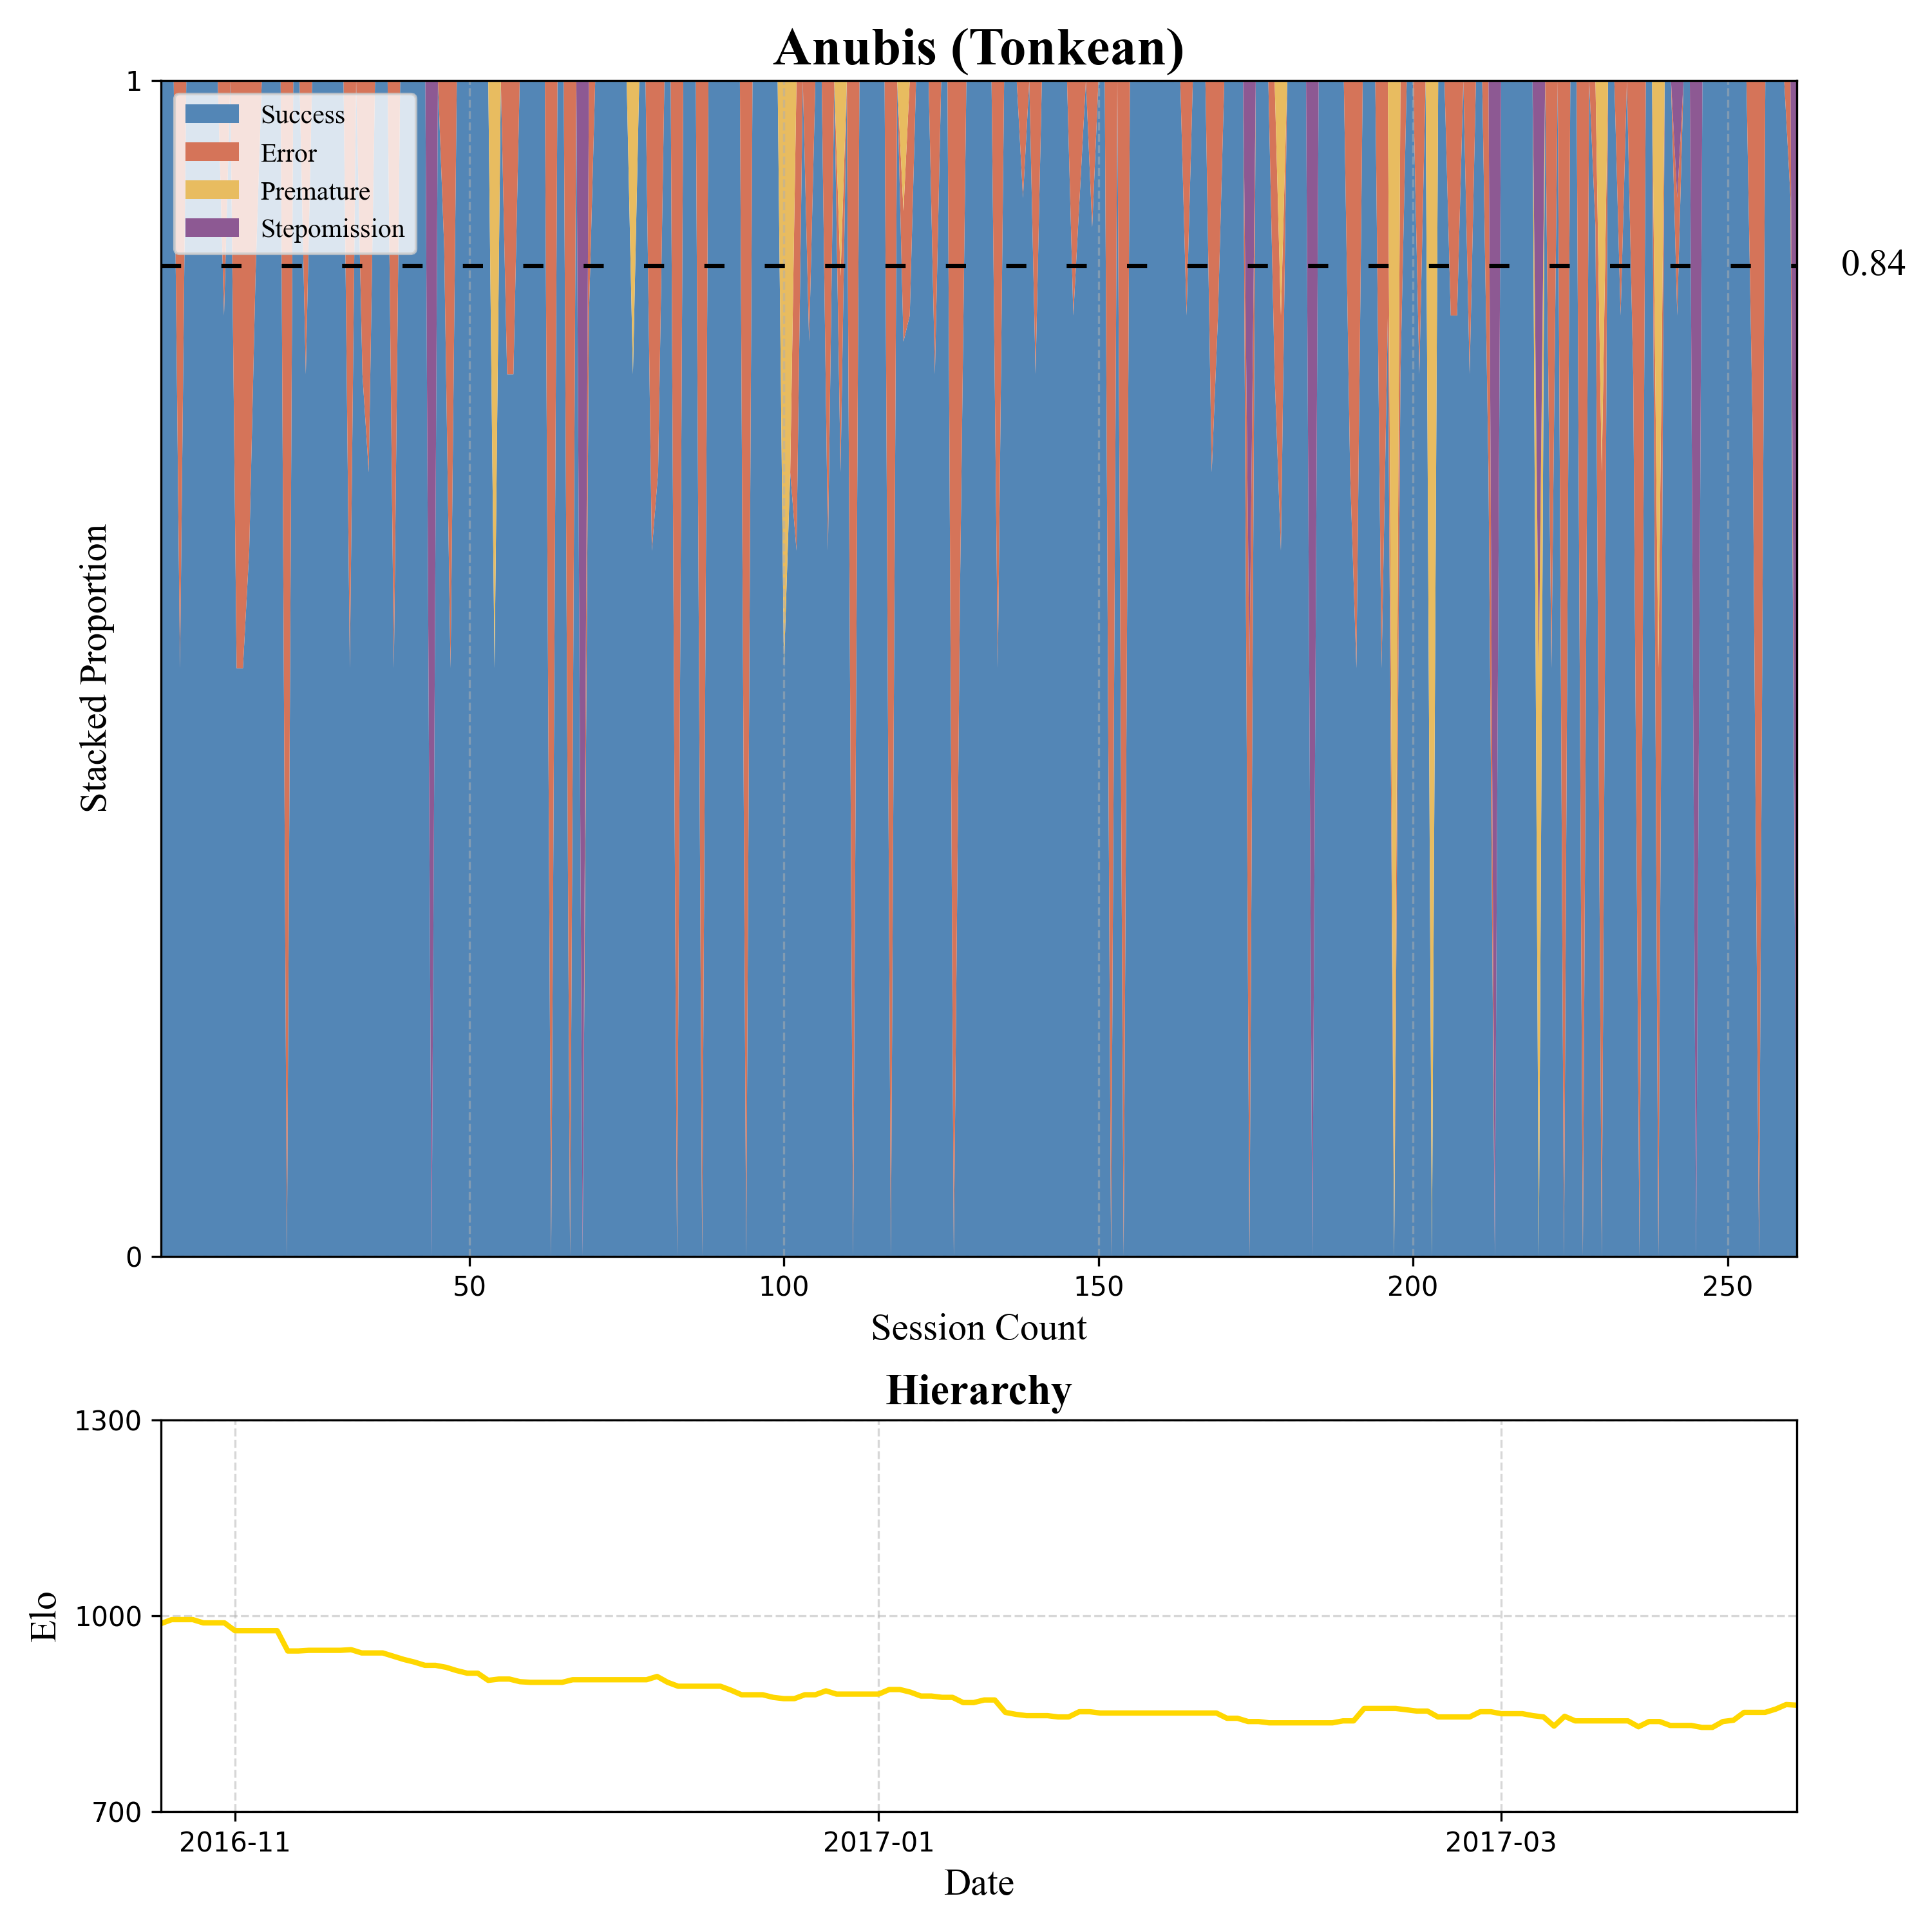 Anubis (Tonkean)
1
Success
Error
Premature
Stepomission
0.84
Stacked Proportion
0
50
100
150
200
250
Session Count
Hierarchy
1300
1000
700
Elo
2016-11
2017-01
2017-03
Date